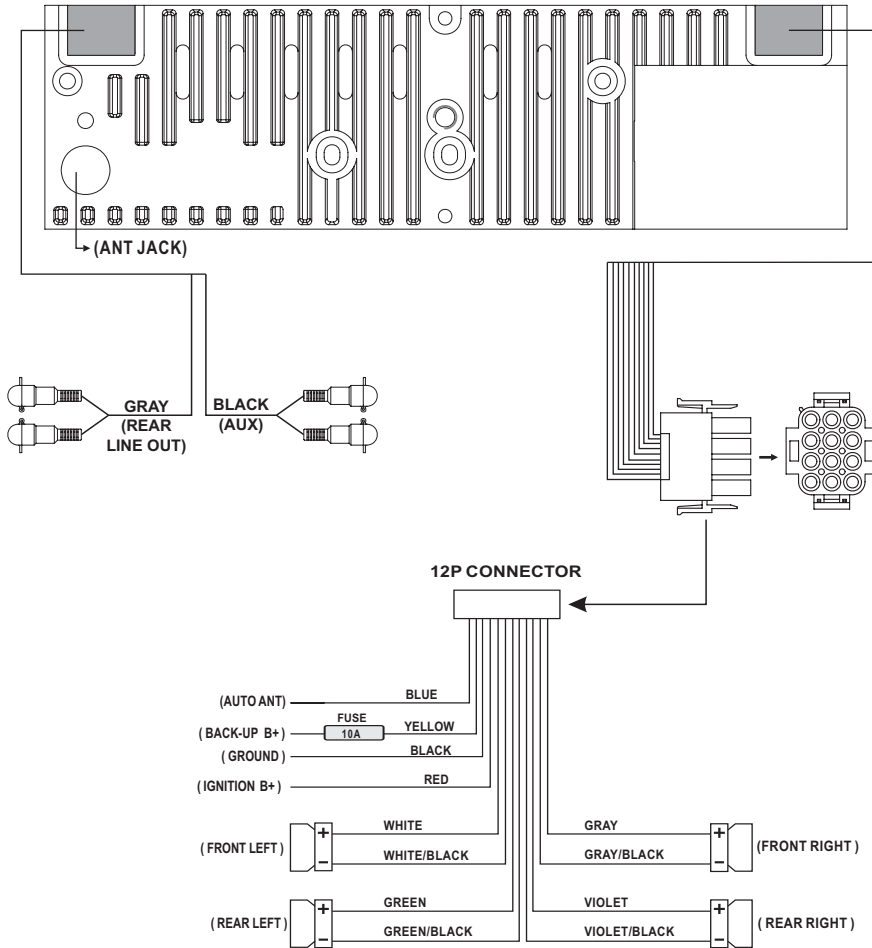 (ANT JACK)
GRAY
(REAR
LINE OUT)
BLACK
(AUX)
12P CONNECTOR
(AUTO ANT)
BLUE
( BACK-UP B+)
FUSE
10A
YELLOW
( GROUND )
BLACK
( IGNITION B+)
RED
( FRONT LEFT )
+
−
WHITE
WHITE/BLACK
GRAY
GRAY/BLACK
+
−
(FRONT RIGHT )
( REAR LEFT )
+
−
GREEN
GREEN/BLACK
VIOLET
VIOLET/BLACK
+
−
( REAR RIGHT )